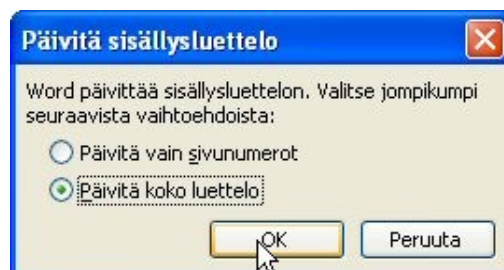 Päivitä sisällysluettelo
Word päivittää sisällysluettelon. Valitse jompikumpi
seuraavista vaihtoehdoista:
Päivitä vain sivunumerot
Päivitä koko luettelo
OK Peruuta